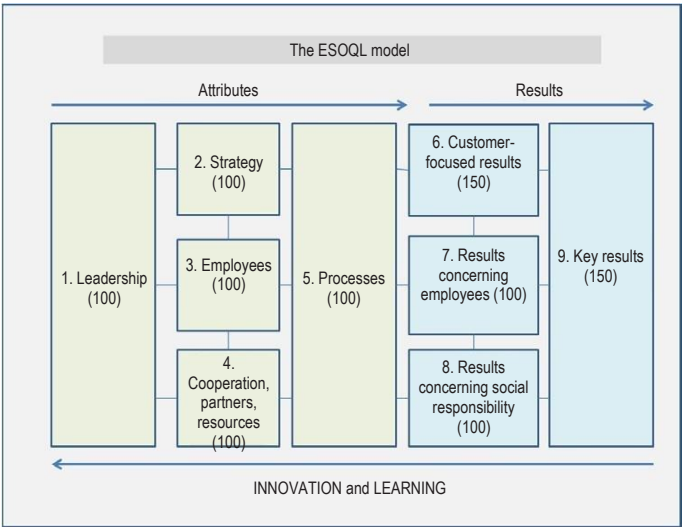 The ESOQL model
Attributes
Results
1. Leadership
(100)
2. Strategy
(100)
3. Employees
(100)
4.
Cooperation,
partners,
resources
(100)
5. Processes
(100)
6. Customer-
focused results
(150)
7. Results
concerning
employees (100)
8. Results
concerning social
responsibility
(100)
9. Key results
(150)
INNOVATION and LEARNING